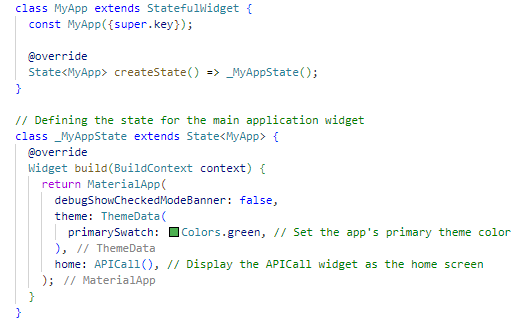 class MyApp extends StatefulWidget {
  const MyApp({super.key});

  @override
  State<MyApp> createState() => _MyAppState();
}

// Defining the state for the main application widget
class _MyAppState extends State<MyApp> {
  @override
  Widget build(BuildContext context) {
    return MaterialApp(
      debugShowCheckedModeBanner: false,
      theme: ThemeData(
        primarySwatch: Colors.green, // Set the app's primary theme color
      ), // ThemeData
      home: APICall(), // Display the APICall widget as the home screen
    ); // MaterialApp
  }
}